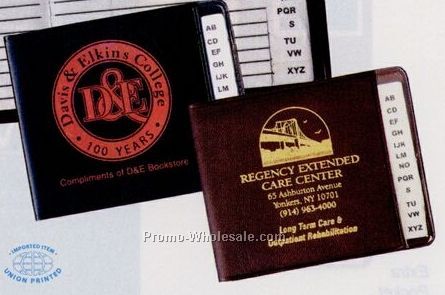 PQR
S
TU
VW
XYZ
AB
CD
EF
GH
IJK
LM
Davis & Elkins College
D&E
100 YEARS
Compliments of D&E Bookstore
AB
CD
EF
GH
IJK
LM
NO
PQR
S
TU
VW
XYZ
REGENCY EXTENDED
CARE CENTER
65 Ashburton Avenue
Yonkers, NY 10701
(914) 963-4000
Long Term Care &
Outpatient Rehabilitation
Promo-Wholesale.com
IMPORTED ITEM
UNION PRINTED
Extra
Pocket